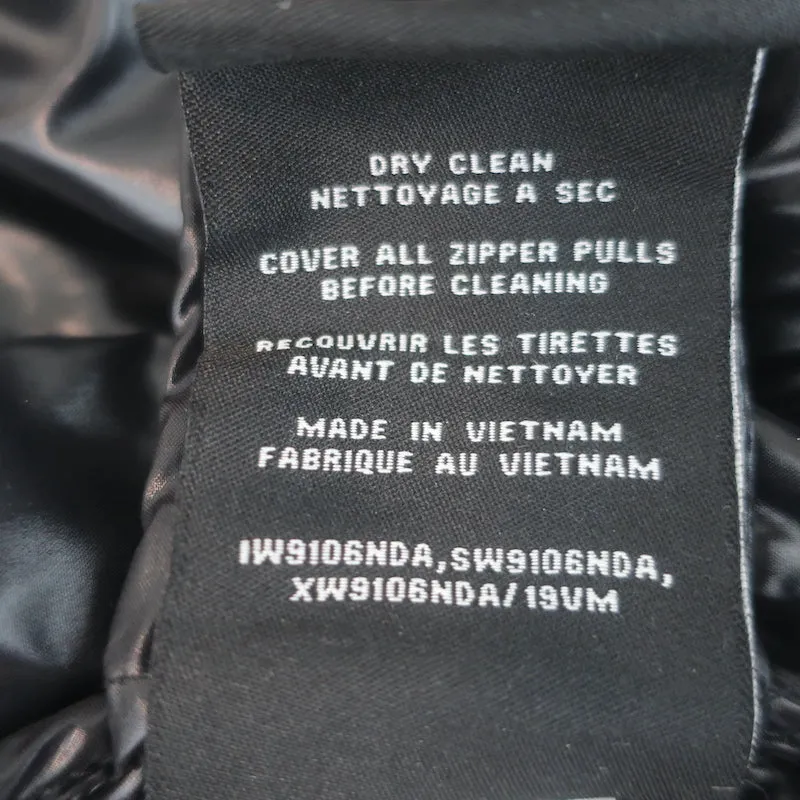 DRY CLEAN
NETTOYAGE A SEC
COVER ALL ZIPPER PULLS
BEFORE CLEANING
RECOUVRIR LES TIRETTES
AVANT DE NETTOYER
MADE IN VIETNAM
FABRIQUE AU VIETNAM
IW9106NDA,SW9106NDA,
XW9106NDA/19VM